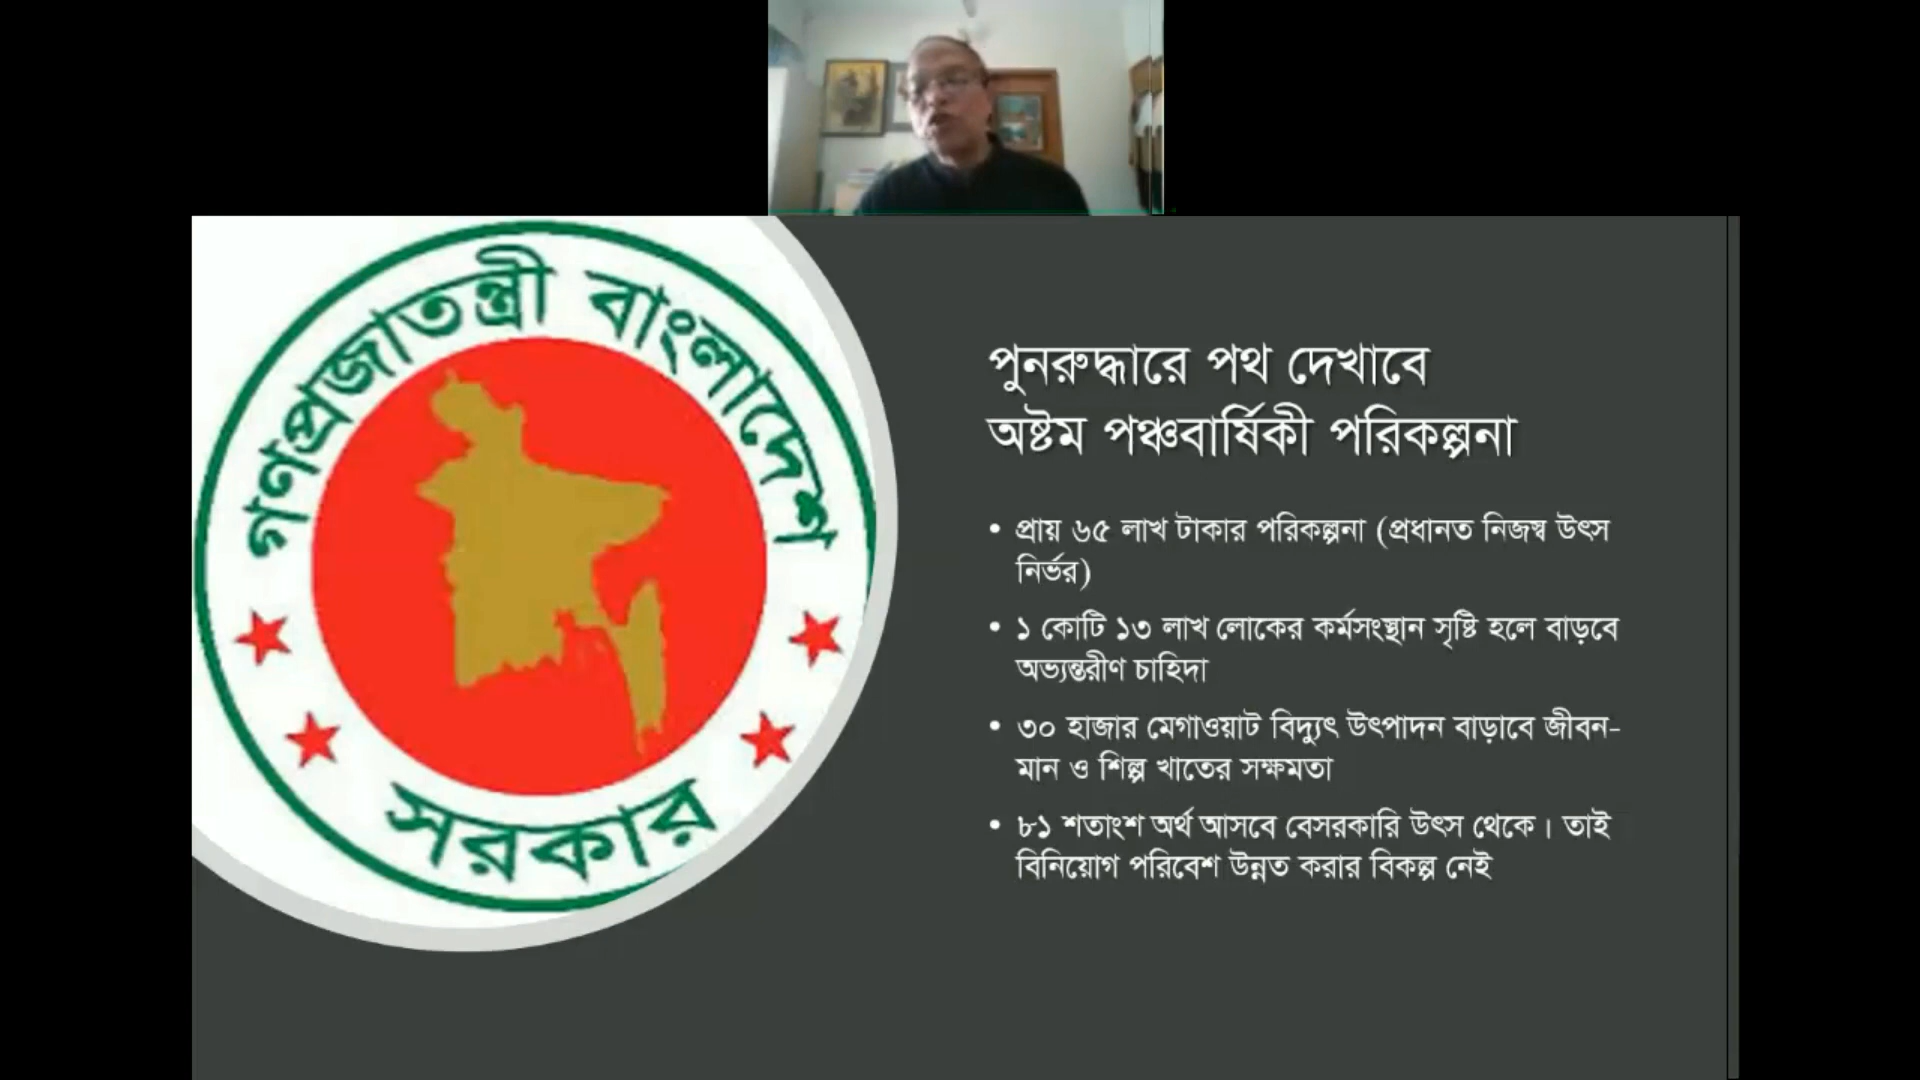 গণপ্রজাতন্ত্রী বাংলাদেশ
সরকার
পুনরুদ্ধারে পথ দেখাবে
অষ্টম পঞ্চবার্ষিকী পরিকল্পনা
• প্রায় ৬৫ লাখ টাকার পরিকল্পনা (প্রধানত নিজস্ব উৎস
নির্ভর)
• ১ কোটি ১৩ লাখ লোকের কর্মসংস্থান সৃষ্টি হলে বাড়বে
অভ্যন্তরীণ চাহিদা
• ৩০ হাজার মেগাওয়াট বিদ্যুৎ উৎপাদন বাড়াবে জীবন-
মান ও শিল্প খাতের সক্ষমতা
• ৮১ শতাংশ অর্থ আসবে বেসরকারি উৎস থেকে। তাই
বিনিয়োগ পরিবেশ উন্নত করার বিকল্প নেই